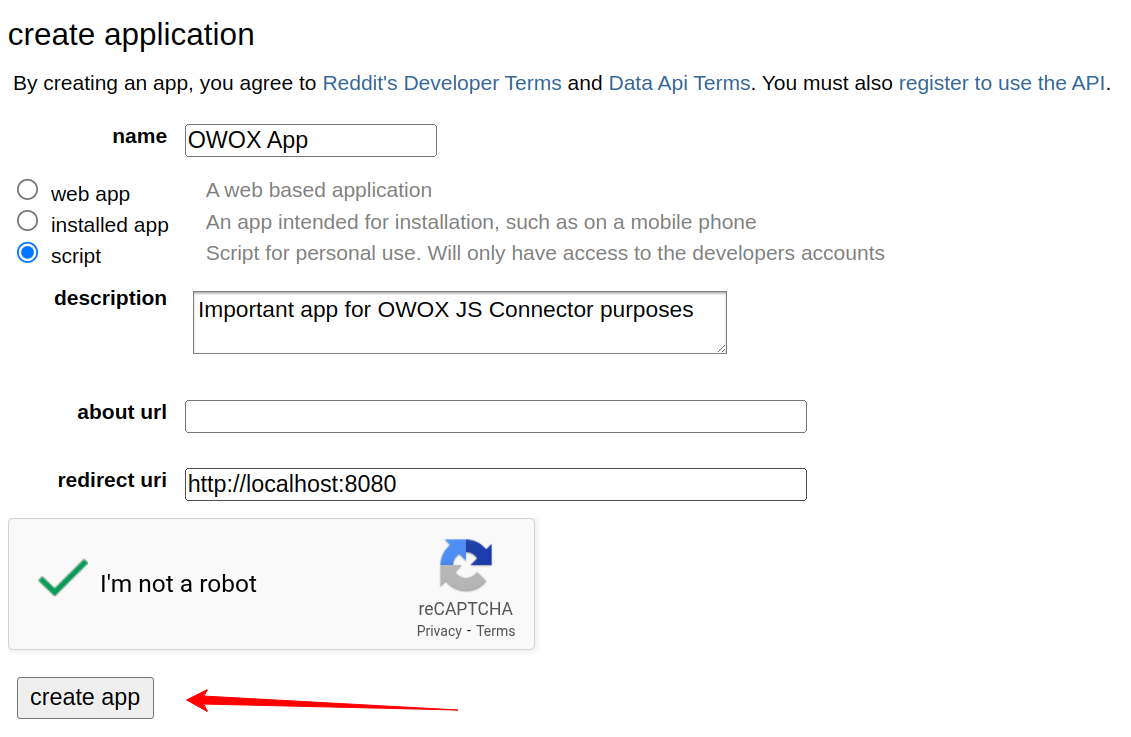 create application
By creating an app, you agree to Reddit's Developer Terms and Data Api Terms. You must also register to use the API.
name OWOX App
web app A web based application
installed app An app intended for installation, such as on a mobile phone
script Script for personal use. Will only have access to the developers accounts
description Important app for OWOX JS Connector purposes
about url
redirect uri http://localhost:8080
I'm not a robot
reCAPTCHA
Privacy - Terms
create app